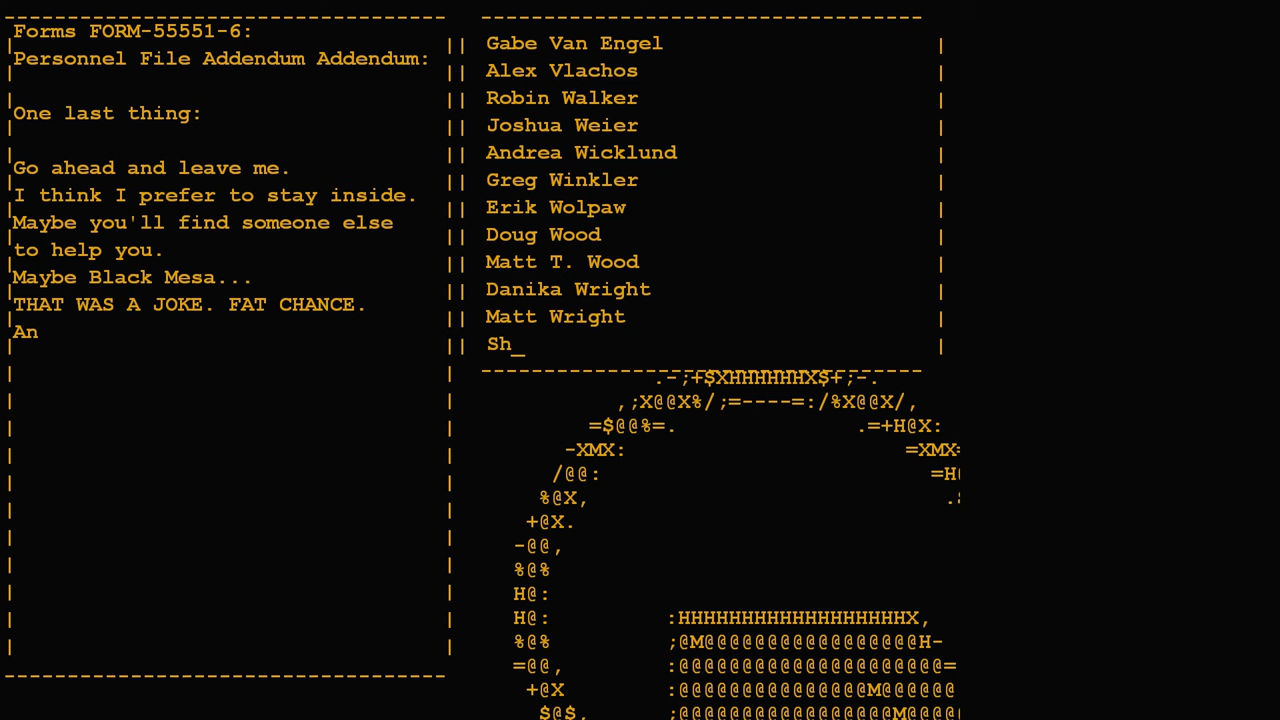 Forms FORM-55551-6:
Personnel File Addendum Addendum:
One last thing:
Go ahead and leave me.
I think I prefer to stay inside.
Maybe you'll find someone else
to help you.
Maybe Black Mesa...
THAT WAS A JOKE. FAT CHANCE.
An
Gabe Van Engel
Alex Vlachos
Robin Walker
Joshua Weier
Andrea Wicklund
Greg Winkler
Erik Wolpaw
Doug Wood
Matt T. Wood
Danika Wright
Matt Wright
Sh_